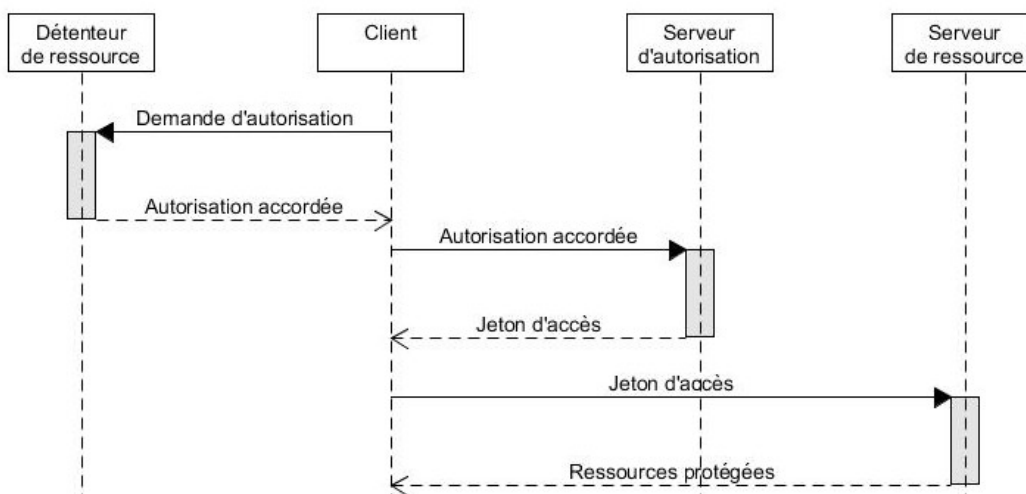 Détenteur
de ressource
Client
Serveur
d'autorisation
Serveur
de ressource
Demande d'autorisation
Autorisation accordée
Autorisation accordée
Jeton d'accès
Jeton d'accès
Ressources protégées